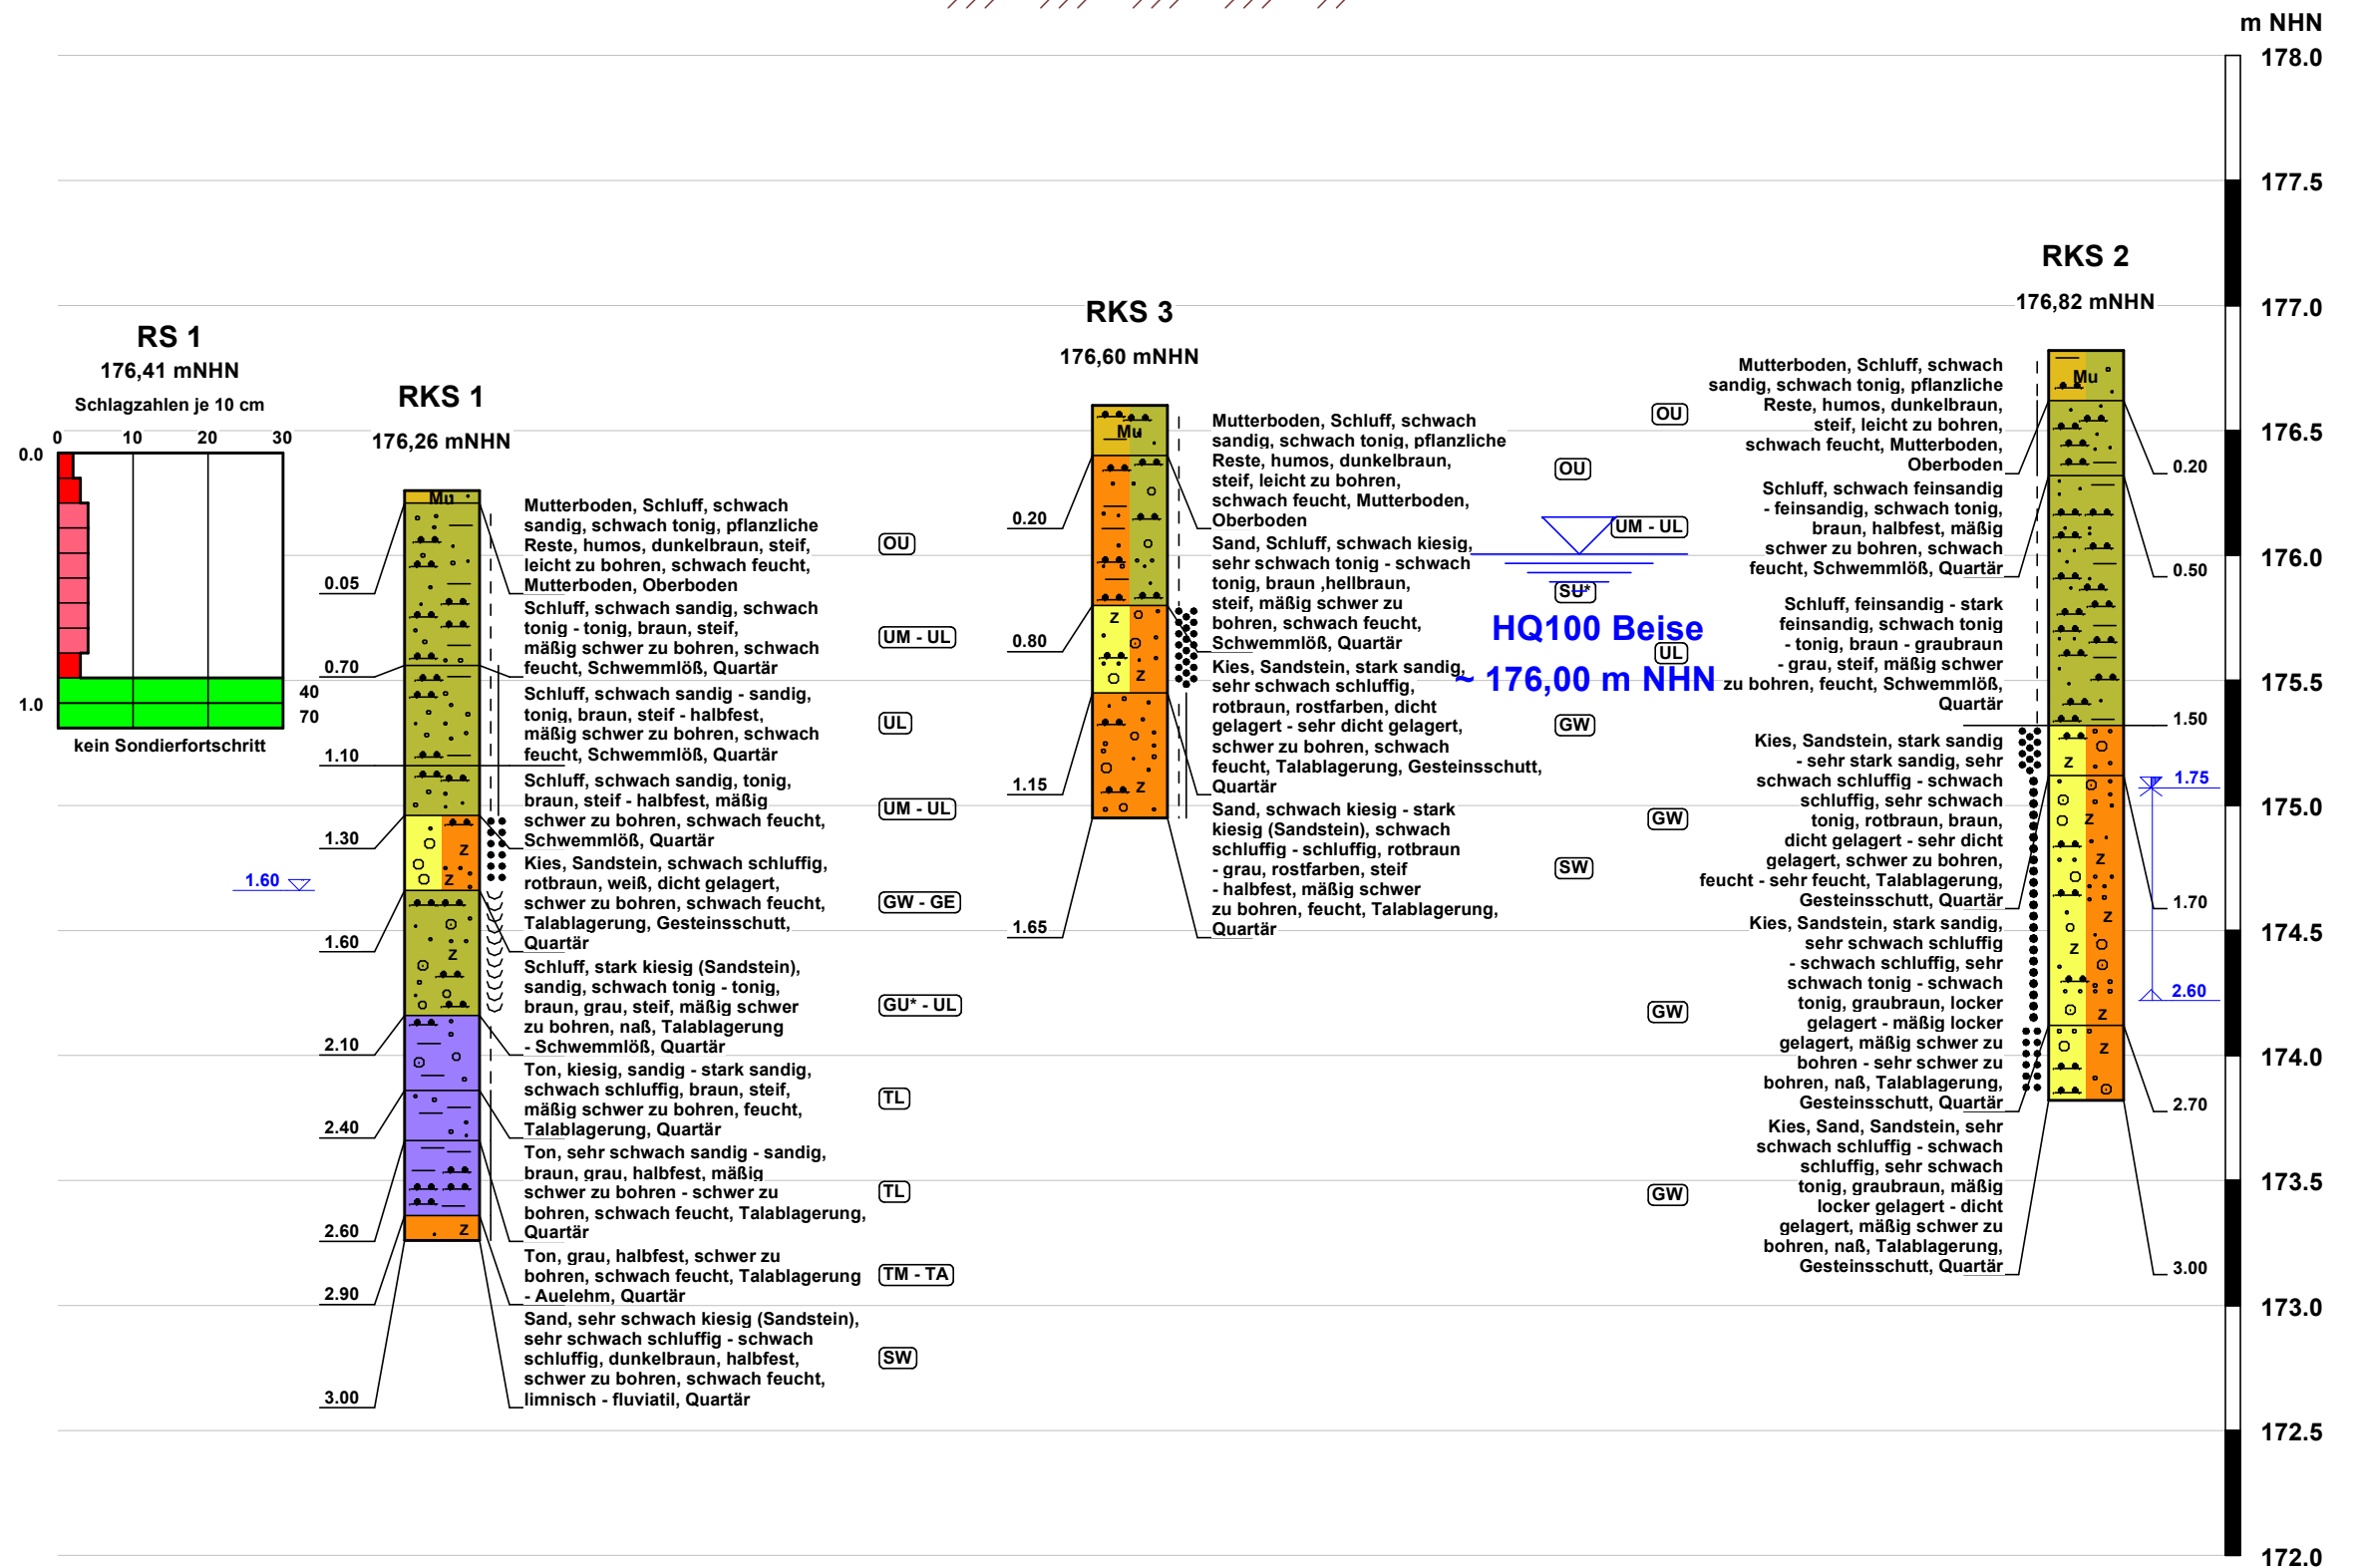 m NHN
178.0
177.5
177.0
176.5
176.0
175.5
175.0
174.5
174.0
173.5
173.0
172.5
172.0
RS 1
176,41 mNHN
Schlagzahlen je 10 cm
0 10 20 30
0.0
1.0
40
70
kein Sondierfortschritt
RKS 1
176,26 mNHN
Mu
0.05
0.70
1.10
1.30
1.60
1.60
2.10
2.40
2.60
2.90
3.00
z
z
z
z
Mutterboden, Schluff, schwach
sandig, schwach tonig, pflanzliche
Reste, humos, dunkelbraun, steif,
leicht zu bohren, schwach feucht,
Mutterboden, Oberboden
OU
Schluff, schwach sandig, schwach
tonig - tonig, braun, steif,
mäßig schwer zu bohren, schwach
feucht, Schwemmlöß, Quartär
UM - UL
Schluff, schwach sandig - sandig,
tonig, braun, steif - halbfest,
mäßig schwer zu bohren, schwach
feucht, Schwemmlöß, Quartär
UL
Schluff, schwach sandig, tonig,
braun, steif - halbfest, mäßig
schwer zu bohren, schwach feucht,
Schwemmlöß, Quartär
UM - UL
Kies, Sandstein, schwach schluffig,
rotbraun, weiß, dicht gelagert,
schwer zu bohren, schwach feucht,
Talablagerung, Gesteinsschutt,
Quartär
GW - GE
Schluff, stark kiesig (Sandstein),
sandig, schwach tonig - tonig,
braun, grau, steif, mäßig schwer
zu bohren, naß, Talablagerung
- Schwemmlöß, Quartär
GU* - UL
Ton, kiesig, sandig - stark sandig,
schwach schluffig, braun, steif,
mäßig schwer zu bohren, feucht,
Talablagerung, Quartär
TL
Ton, sehr schwach sandig - sandig,
braun, grau, halbfest, mäßig
schwer zu bohren - schwer zu
bohren, schwach feucht, Talablagerung,
Quartär
TL
Ton, grau, halbfest, schwer zu
bohren, schwach feucht, Talablagerung
- Auelehm, Quartär
TM - TA
Sand, sehr schwach kiesig (Sandstein),
sehr schwach schluffig - schwach
schluffig, dunkelbraun, halbfest,
schwer zu bohren, schwach feucht,
limnisch - fluviatil, Quartär
SW
RKS 3
176,60 mNHN
Mu
z
z
z
0.20
0.80
1.15
1.65
Mutterboden, Schluff, schwach
sandig, schwach tonig, pflanzliche
Reste, humos, dunkelbraun,
steif, leicht zu bohren,
schwach feucht, Mutterboden,
Oberboden
OU
Sand, Schluff, schwach kiesig,
sehr schwach tonig - schwach
tonig, braun ,hellbraun,
steif, mäßig schwer zu
bohren, schwach feucht,
Schwemmlöß, Quartär
SU*
Kies, Sandstein, stark sandig,
sehr schwach schluffig,
rotbraun, rostfarben, dicht
gelagert - sehr dicht gelagert,
schwer zu bohren, schwach
feucht, Talablagerung, Gesteinsschutt,
Quartär
GW
Sand, schwach kiesig - stark
kiesig (Sandstein), schwach
schluffig - schluffig, rotbraun
- grau, rostfarben, steif
- halbfest, mäßig schwer
zu bohren, feucht, Talablagerung,
Quartär
SW
HQ100 Beise
~ 176,00 m NHN
RKS 2
176,82 mNHN
Mu
z
z
z
z
z
z
z
0.20
0.50
1.50
1.75
1.70
2.60
2.70
3.00
Mutterboden, Schluff, schwach
sandig, schwach tonig, pflanzliche
Reste, humos, dunkelbraun,
steif, leicht zu bohren,
schwach feucht, Mutterboden,
Oberboden
OU
Schluff, schwach feinsandig
- feinsandig, schwach tonig,
braun, halbfest, mäßig
schwer zu bohren, schwach
feucht, Schwemmlöß, Quartär
UM - UL
Schluff, feinsandig - stark
feinsandig, schwach tonig
- tonig, braun - graubraun
- grau, steif, mäßig schwer
zu bohren, feucht, Schwemmlöß,
Quartär
UL
Kies, Sandstein, stark sandig
- sehr stark sandig, sehr
schwach schluffig - schwach
schluffig, sehr schwach
tonig, rotbraun, braun,
dicht gelagert - sehr dicht
gelagert, schwer zu bohren,
feucht - sehr feucht, Talablagerung,
Gesteinsschutt, Quartär
GW
Kies, Sandstein, stark sandig,
sehr schwach schluffig
- schwach schluffig, sehr
schwach tonig - schwach
tonig, graubraun, locker
gelagert - mäßig locker
gelagert, mäßig schwer zu
bohren - sehr schwer zu
bohren, naß, Talablagerung,
Gesteinsschutt, Quartär
GW
Kies, Sand, Sandstein, sehr
schwach schluffig - schwach
schluffig, sehr schwach
tonig, graubraun, mäßig
locker gelagert - dicht
gelagert, mäßig schwer zu
bohren, naß, Talablagerung,
Gesteinsschutt, Quartär
GW